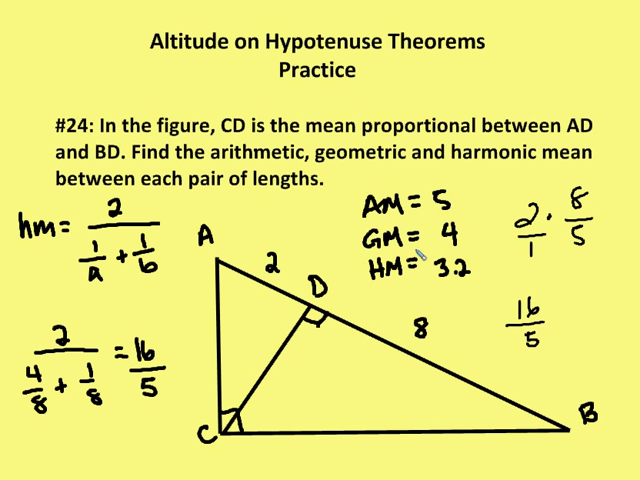 Altitude on Hypotenuse Theorems
Practice
#24: In the figure, CD is the mean proportional between AD
and BD. Find the arithmetic, geometric and harmonic mean
between each pair of lengths.
hm = 2 / (1/a + 1/b)
AM = 5
GM = 4
HM = 3.2
2/1 · 8/5
16/5
A
2
D
8
2 / (4/8 + 1/8) = 16/5
C
B